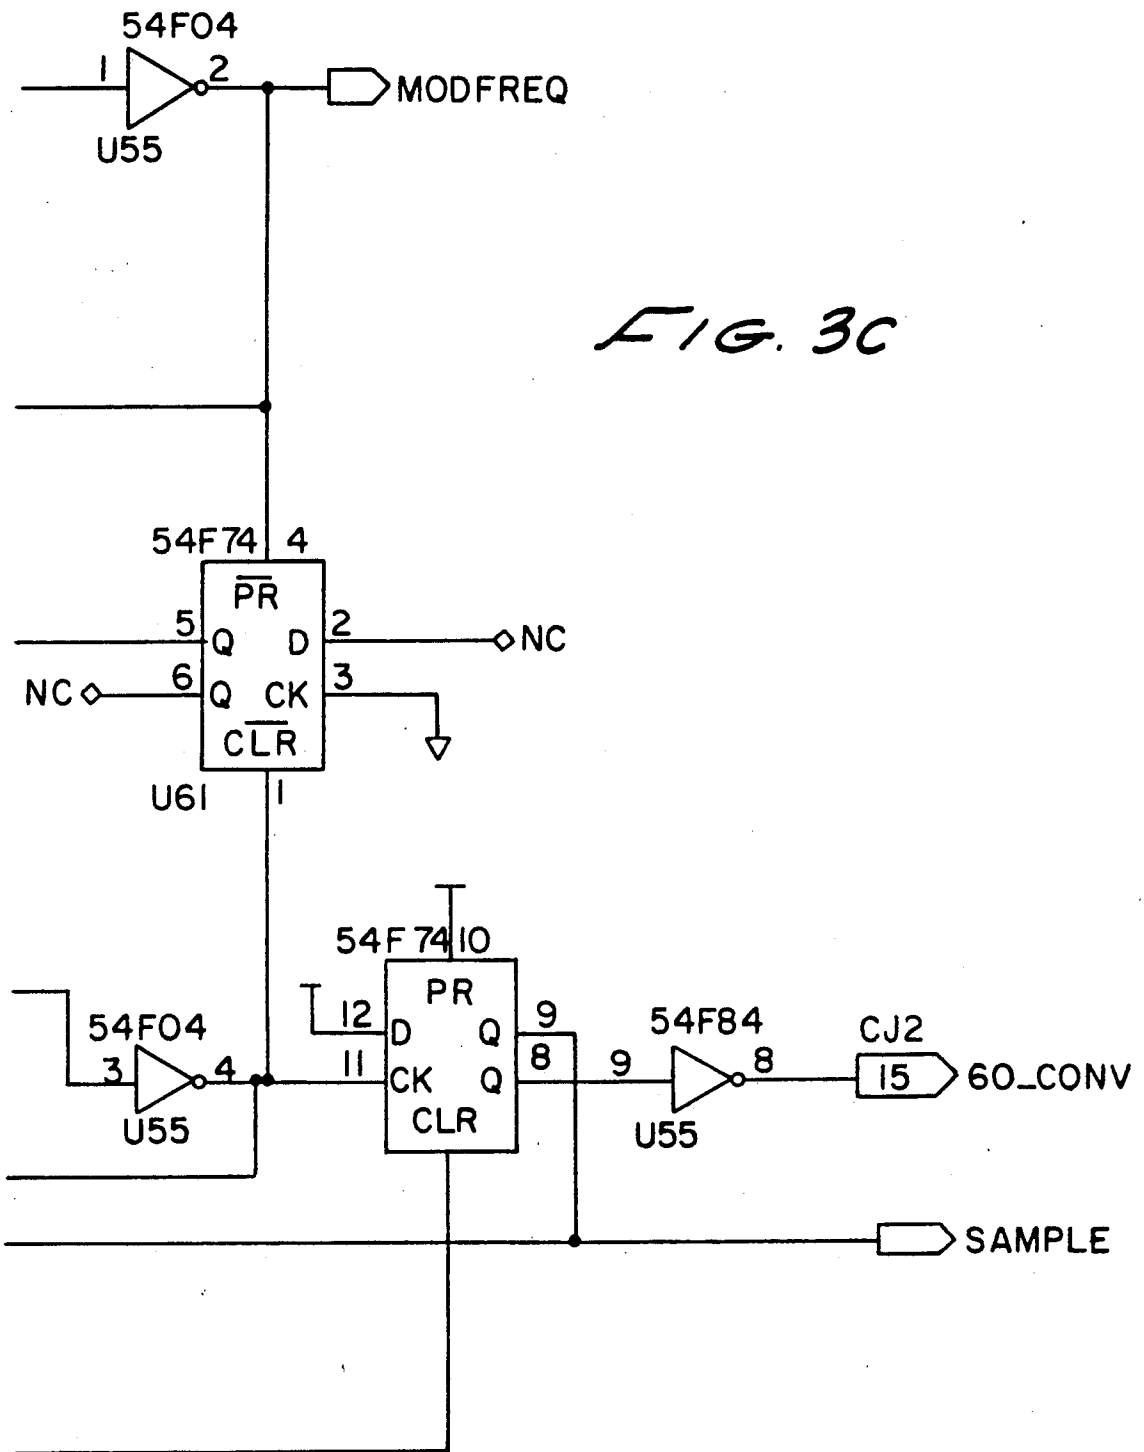 54F04
1 2 MODFREQ
U55
FIG. 3C
54F74 4
PR
5 Q D 2 NC
NC 6 Q CK 3
CLR
U61 1
54F74 10
PR
12 D Q 9
54F04
3 4
U55
11 CK Q 8
CLR
54F84
9 8
U55
CJ2
15 60_CONV
SAMPLE